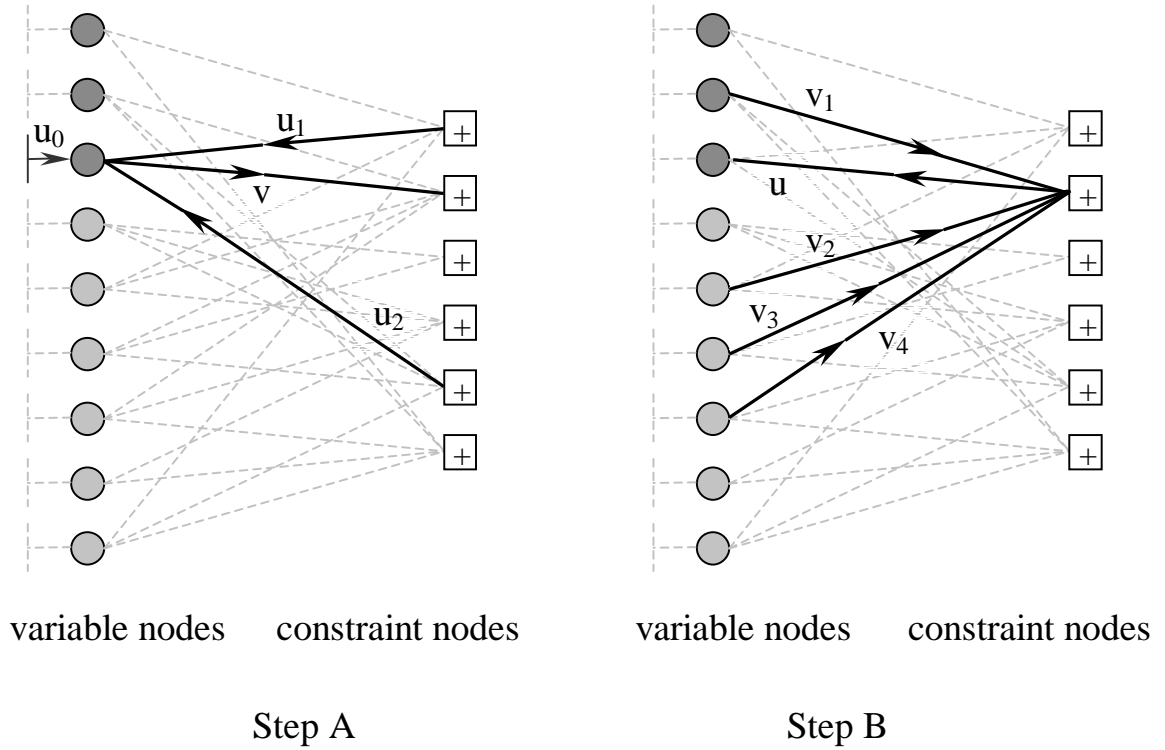 u0
u1
v
u2
+
+
+
+
+
+
v1
u
v2
v3
v4
+
+
+
+
+
+
variable nodes constraint nodes
variable nodes constraint nodes
Step A
Step B